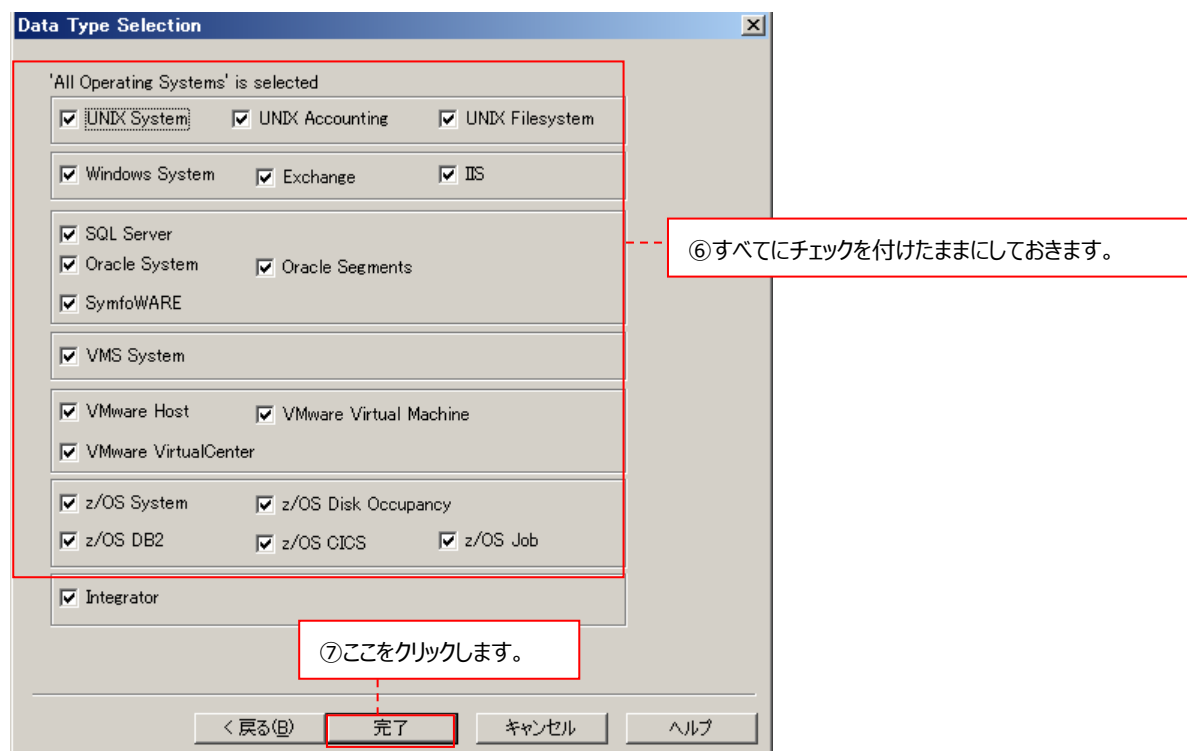 Data Type Selection
'All Operating Systems' is selected
UNIX System UNIX Accounting UNIX Filesystem
Windows System Exchange IIS
SQL Server
⑥すべてにチェックを付けたままにしておきます。
Oracle System Oracle Segments
SymfoWARE
VMS System
VMware Host VMware Virtual Machine
VMware VirtualCenter
z/OS System z/OS Disk Occupancy
z/OS DB2 z/OS CICS z/OS Job
Integrator
⑦ここをクリックします。
< 戻る(B) 完了 キャンセル ヘルプ